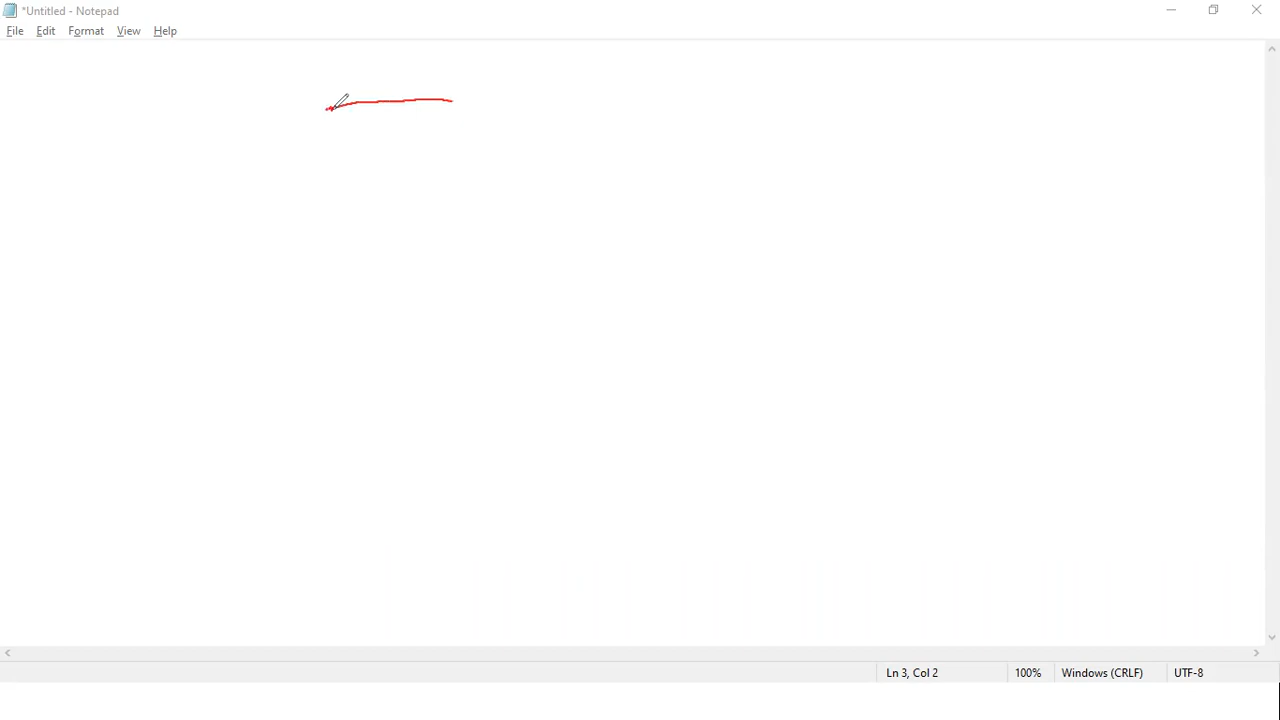 *Untitled - Notepad
File Edit Format View Help
Ln 3, Col 2 100% Windows (CRLF) UTF-8